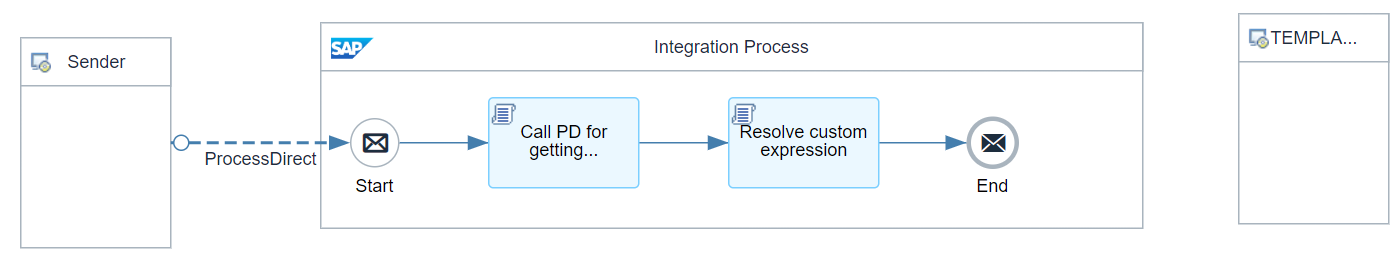 Sender
SAP
Integration Process
TEMPLA...
ProcessDirect
Start
Call PD for
getting...
Resolve custom
expression
End